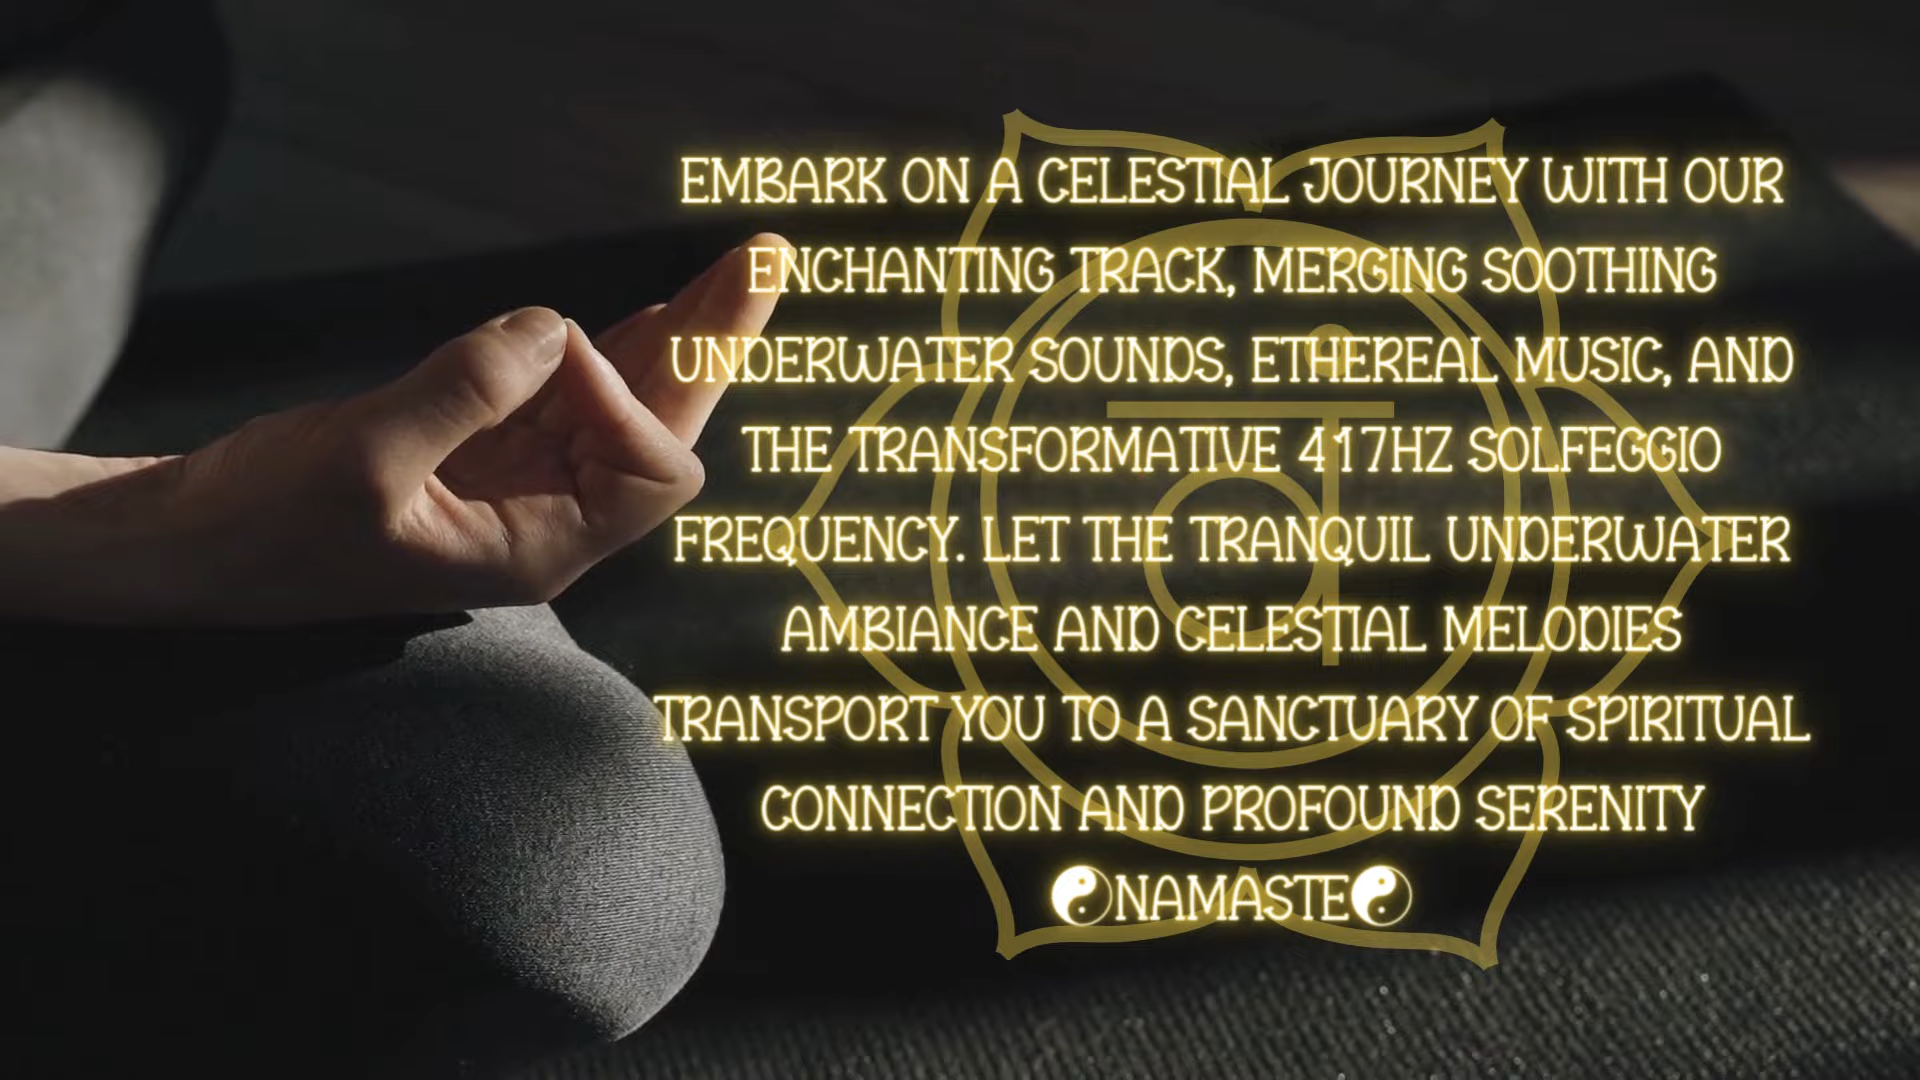 EMBARK ON A CELESTIAL JOURNEY WITH OUR
ENCHANTING TRACK, MERGING SOOTHING
UNDERWATER SOUNDS, ETHEREAL MUSIC, AND
THE TRANSFORMATIVE 417HZ SOLFEGGIO
FREQUENCY. LET THE TRANQUIL UNDERWATER
AMBIANCE AND CELESTIAL MELODIES
TRANSPORT YOU TO A SANCTUARY OF SPIRITUAL
CONNECTION AND PROFOUND SERENITY
☯NAMASTE☯
वं